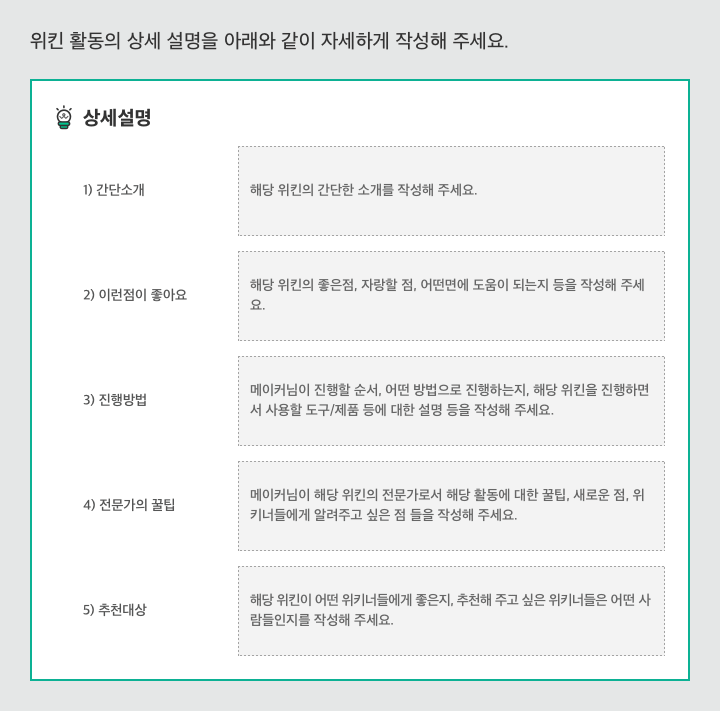 위킨 활동의 상세 설명을 아래와 같이 자세하게 작성해 주세요.
상세설명
1) 간단소개
해당 위킨의 간단한 소개를 작성해 주세요.
2) 이런점이 좋아요
해당 위킨의 좋은점, 자랑할 점, 어떤면에 도움이 되는지 등을 작성해 주세
요.
3) 진행방법
메이커님이 진행할 순서, 어떤 방법으로 진행하는지, 해당 위킨을 진행하면
서 사용할 도구/제품 등에 대한 설명 등을 작성해 주세요.
4) 전문가의 꿀팁
메이커님이 해당 위킨의 전문가로서 해당 활동에 대한 꿀팁, 새로운 점, 위
키너들에게 알려주고 싶은 점 들을 작성해 주세요.
5) 추천대상
해당 위킨이 어떤 위키너들에게 좋은지, 추천해 주고 싶은 위키너들은 어떤 사
람들인지를 작성해 주세요.